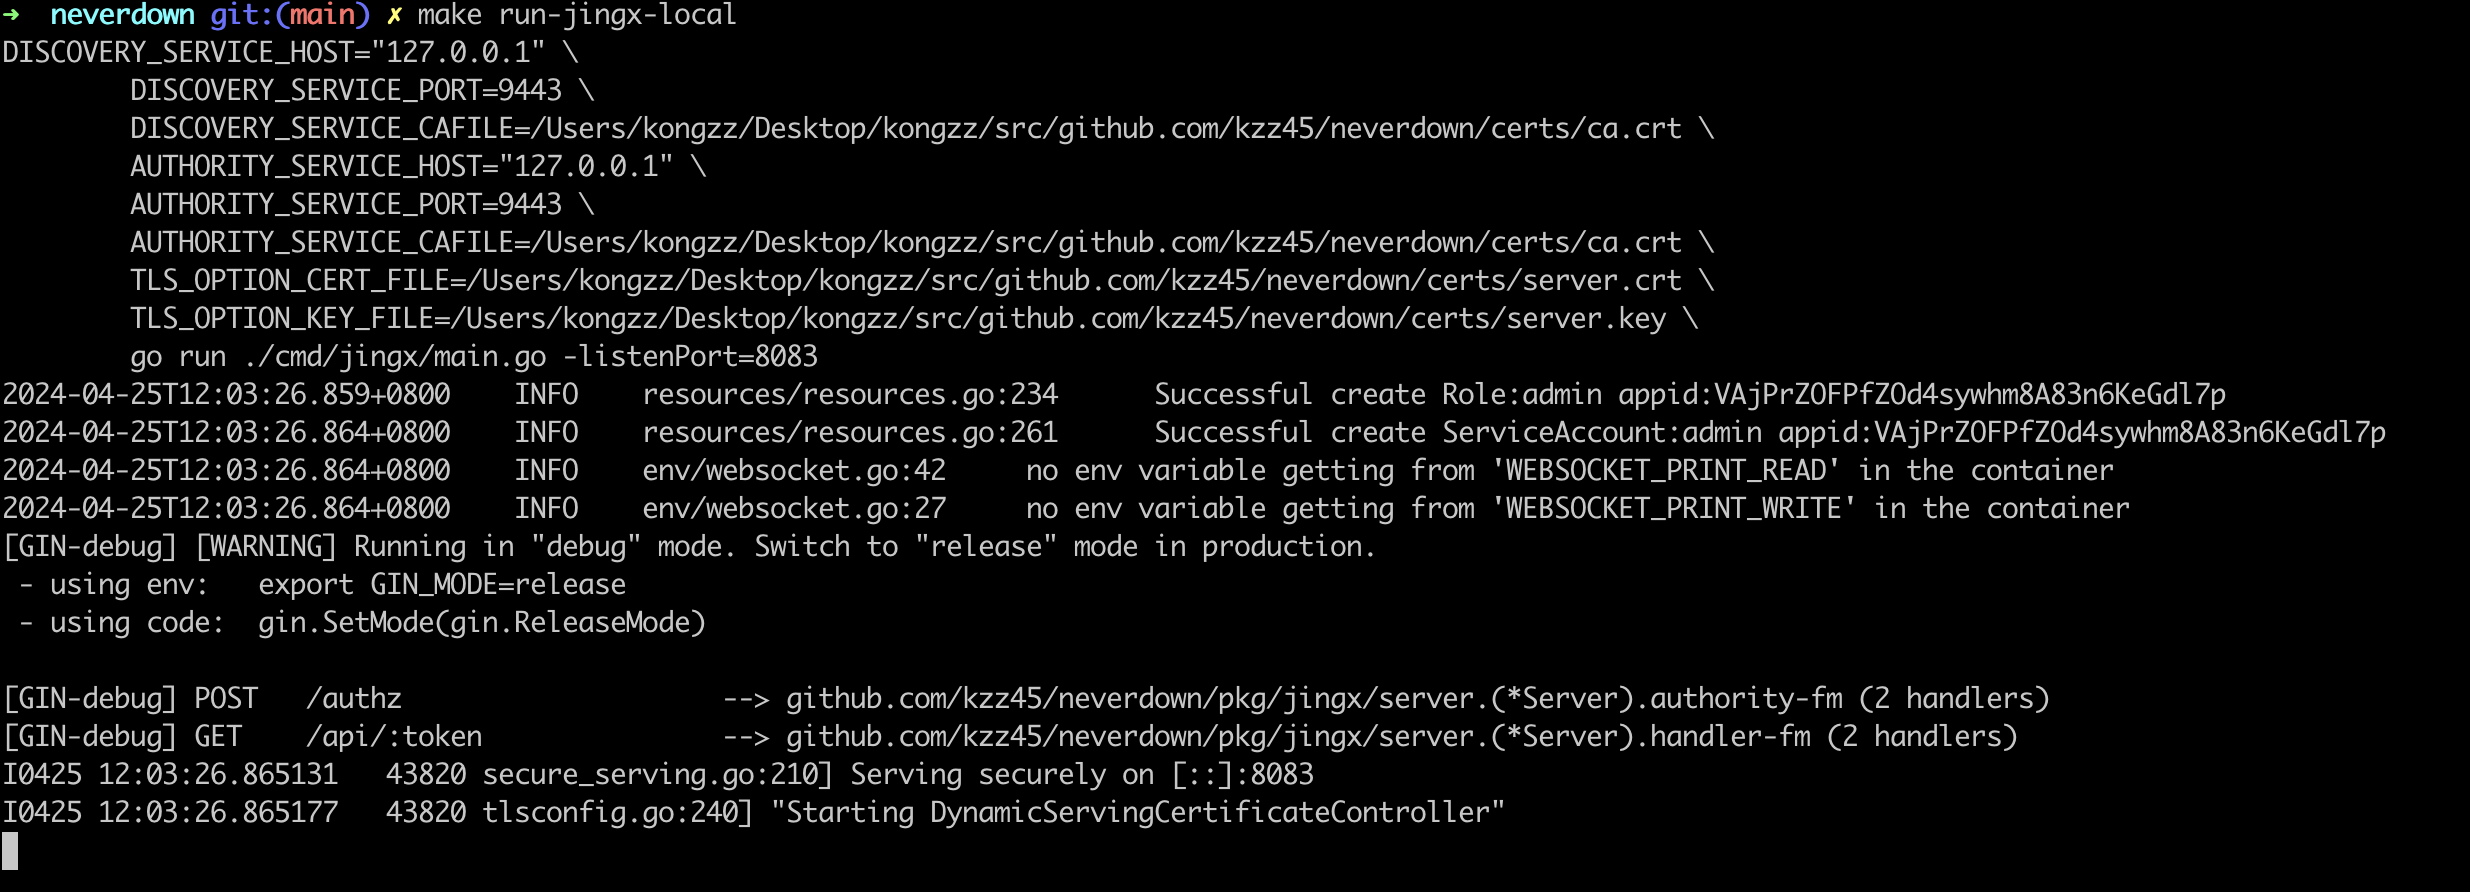 ➜  neverdown git:(main) ✗ make run-jingx-local
DISCOVERY_SERVICE_HOST="127.0.0.1" \
        DISCOVERY_SERVICE_PORT=9443 \
        DISCOVERY_SERVICE_CAFILE=/Users/kongzz/Desktop/kongzz/src/github.com/kzz45/neverdown/certs/ca.crt \
        AUTHORITY_SERVICE_HOST="127.0.0.1" \
        AUTHORITY_SERVICE_PORT=9443 \
        AUTHORITY_SERVICE_CAFILE=/Users/kongzz/Desktop/kongzz/src/github.com/kzz45/neverdown/certs/ca.crt \
        TLS_OPTION_CERT_FILE=/Users/kongzz/Desktop/kongzz/src/github.com/kzz45/neverdown/certs/server.crt \
        TLS_OPTION_KEY_FILE=/Users/kongzz/Desktop/kongzz/src/github.com/kzz45/neverdown/certs/server.key \
        go run ./cmd/jingx/main.go -listenPort=8083
2024-04-25T12:03:26.859+0800    INFO    resources/resources.go:234      Successful create Role:admin appid:VAjPrZOFPfZOd4sywhm8A83n6KeGdl7p
2024-04-25T12:03:26.864+0800    INFO    resources/resources.go:261      Successful create ServiceAccount:admin appid:VAjPrZOFPfZOd4sywhm8A83n6KeGdl7p
2024-04-25T12:03:26.864+0800    INFO    env/websocket.go:42     no env variable getting from 'WEBSOCKET_PRINT_READ' in the container
2024-04-25T12:03:26.864+0800    INFO    env/websocket.go:27     no env variable getting from 'WEBSOCKET_PRINT_WRITE' in the container
[GIN-debug] [WARNING] Running in "debug" mode. Switch to "release" mode in production.
 - using env:   export GIN_MODE=release
 - using code:  gin.SetMode(gin.ReleaseMode)
[GIN-debug] POST   /authz                    --> github.com/kzz45/neverdown/pkg/jingx/server.(*Server).authority-fm (2 handlers)
[GIN-debug] GET    /api/:token               --> github.com/kzz45/neverdown/pkg/jingx/server.(*Server).handler-fm (2 handlers)
I0425 12:03:26.865131   43820 secure_serving.go:210] Serving securely on [::]:8083
I0425 12:03:26.865177   43820 tlsconfig.go:240] "Starting DynamicServingCertificateController"